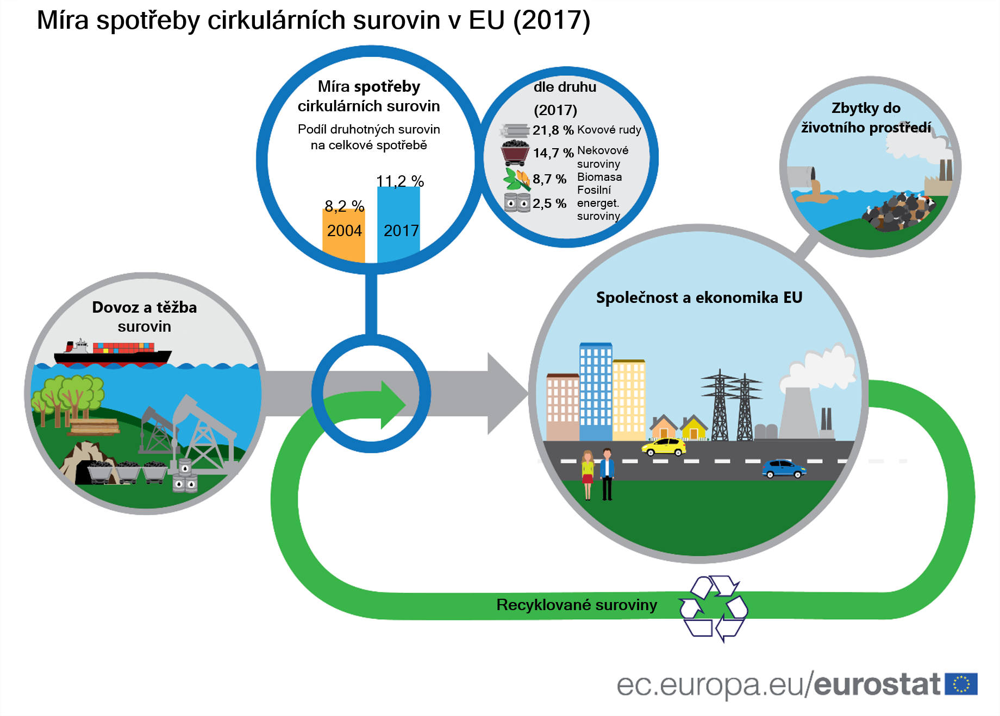 Míra spotřeby cirkulárních surovin v EU (2017)
Míra spotřeby
cirkulárních surovin
Podíl druhotných surovin
na celkové spotřebě
8,2 %
2004
11,2 %
2017
dle druhu
(2017)
21,8 % Kovové rudy
14,7 % Nekovové
suroviny
8,7 % Biomasa
2,5 % Fosilní
energet.
suroviny
Zbytky do
životního prostředí
Dovoz a těžba
surovin
Společnost a ekonomika EU
Recyklované suroviny
ec.europa.eu/eurostat